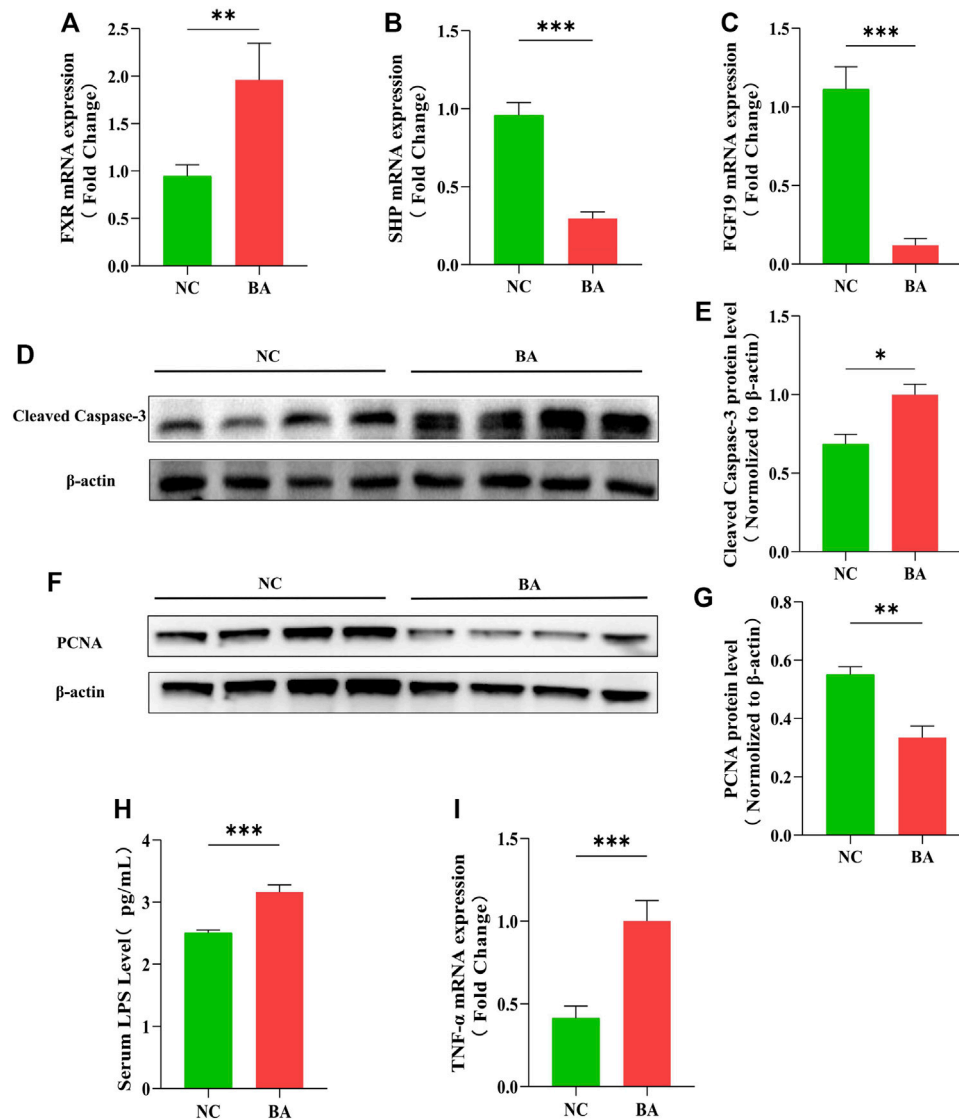 A
**
FXR mRNA expression
( Fold Change)
2.5
2.0
1.5
1.0
0.5
0.0
NC BA
B
***
SHP mRNA expression
( Fold Change)
1.5
1.0
0.5
0.0
NC BA
C
***
FGF19 mRNA expression
( Fold Change)
1.5
1.0
0.5
0.0
NC BA
D
NC BA
Cleaved Caspase-3
β-actin
E
*
Cleaved Caspase-3 protein level
( Normolized to β-actin)
1.5
1.0
0.5
0.0
NC BA
F
NC BA
PCNA
β-actin
G
**
PCNA protein level
( Normolized to β-actin)
0.8
0.6
0.4
0.2
0.0
NC BA
H
***
Serum LPS Level( pg/mL)
4
3
2
1
0
NC BA
I
***
TNF-α mRNA expression
( Fold Change)
1.5
1.0
0.5
0.0
NC BA